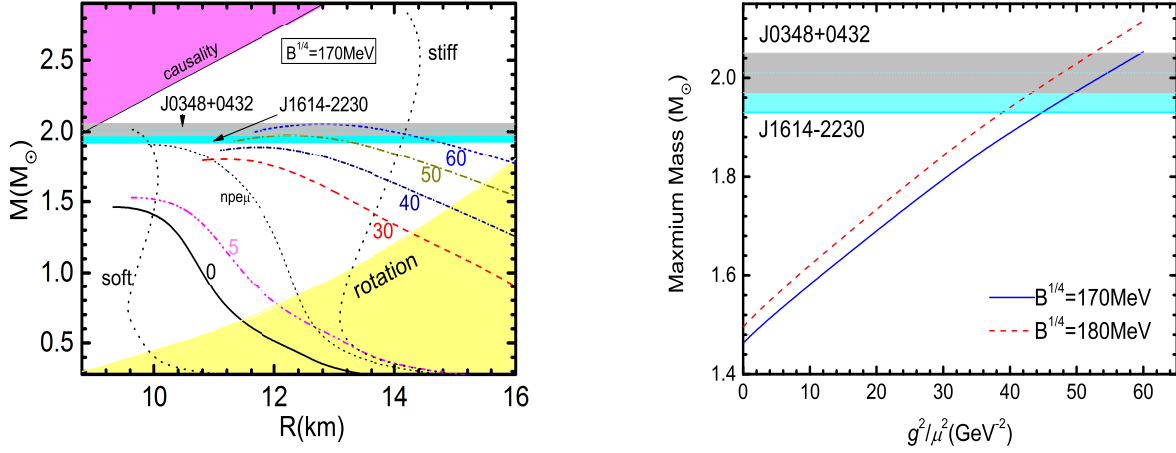 2.5
2.0
1.5
1.0
0.5
M(M⊙)
causality
B^1/4=170MeV
stiff
J0348+0432
J1614-2230
60
50
40
30
npeμ
5
0
soft
rotation
10 12 14 16
R(km)
2.0
1.8
1.6
1.4
Maxmium Mass (M⊙)
J0348+0432
J1614-2230
B^1/4=170MeV
B^1/4=180MeV
0 10 20 30 40 50 60
g²/μ²(GeV⁻²)